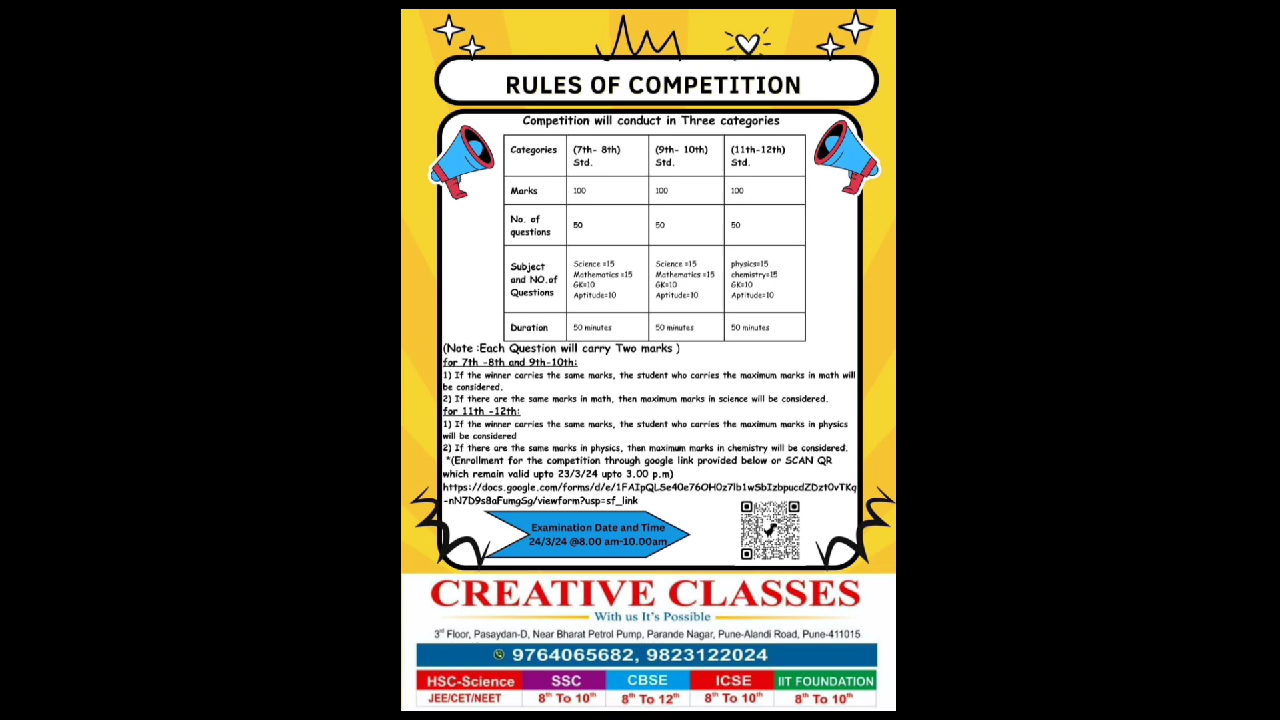 RULES OF COMPETITION
Competition will conduct in Three categories
Categories (7th- 8th) Std. (9th- 10th) Std. (11th-12th) Std.
Marks 100 100 100
No. of questions 50 50 50
Subject and NO.of Questions
Science =15
Mathematics =15
GK=10
Aptitude=10
Science =15
Mathematics =15
GK=10
Aptitude=10
physics=15
chemistry=15
GK=10
Aptitude=10
Duration 50 minutes 50 minutes 50 minutes
(Note :Each Question will carry Two marks )
for 7th -8th and 9th-10th:
1) If the winner carries the same marks, the student who carries the maximum marks in math will
be considered.
2) If there are the same marks in math, then maximum marks in science will be considered.
for 11th -12th:
1) If the winner carries the same marks, the student who carries the maximum marks in physics
will be considered
2) If there are the same marks in physics, then maximum marks in chemistry will be considered.
*(Enrollment for the competition through google link provided below or SCAN QR
which remain valid upto 23/3/24 upto 3.00 p.m)
https://docs.google.com/forms/d/e/1FAIpQLSe40e76OH0z7lb1wSbIzbpucdZDzt0vTKq
-nN7D9s8aFumgSg/viewform?usp=sf_link
Examination Date and Time
24/3/24 @8.00 am-10.00am
CREATIVE CLASSES
With us It's Possible
3rd Floor, Pasaydan-D, Near Bharat Petrol Pump, Parande Nagar, Pune-Alandi Road, Pune-411015
9764065682, 9823122024
HSC-Science SSC CBSE ICSE IIT FOUNDATION
JEE/CET/NEET 8th To 10th 8th To 12th 8th To 10th 8th To 10th